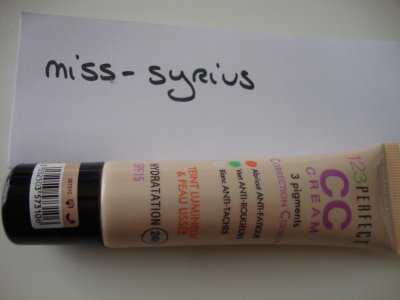 miss-syrius
123 PERFECT
CC
CREAM
3 pigments
CORRECTION COULEUR
Abricot ANTI-FATIGUE
Vert ANTI-ROUGEURS
Blanc ANTI-TACHES
TEINT LUMINEUX
& PEAU LISSÉE
HYDRATATION 24h
SPF15